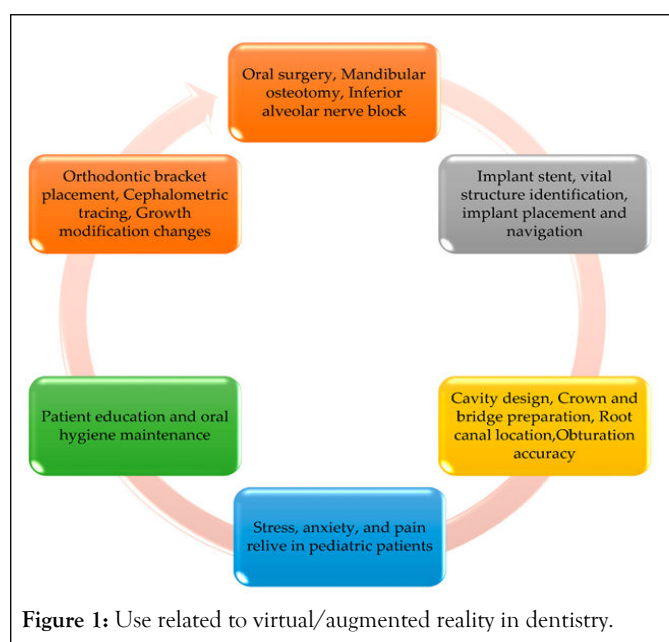 Oral surgery, Mandibular
osteotomy, Inferior
alveolar nerve block
Implant stent, vital
structure identification,
implant placement and
navigation
Cavity design, Crown and
bridge preparation, Root
canal location,Obturation
accuracy
Stress, anxiety, and pain
relive in pediatric patients
Patient education and oral
hygiene maintenance
Orthodontic bracket
placement, Cephalometric
tracing, Growth
modification changes
Figure 1: Use related to virtual/augmented reality in dentistry.